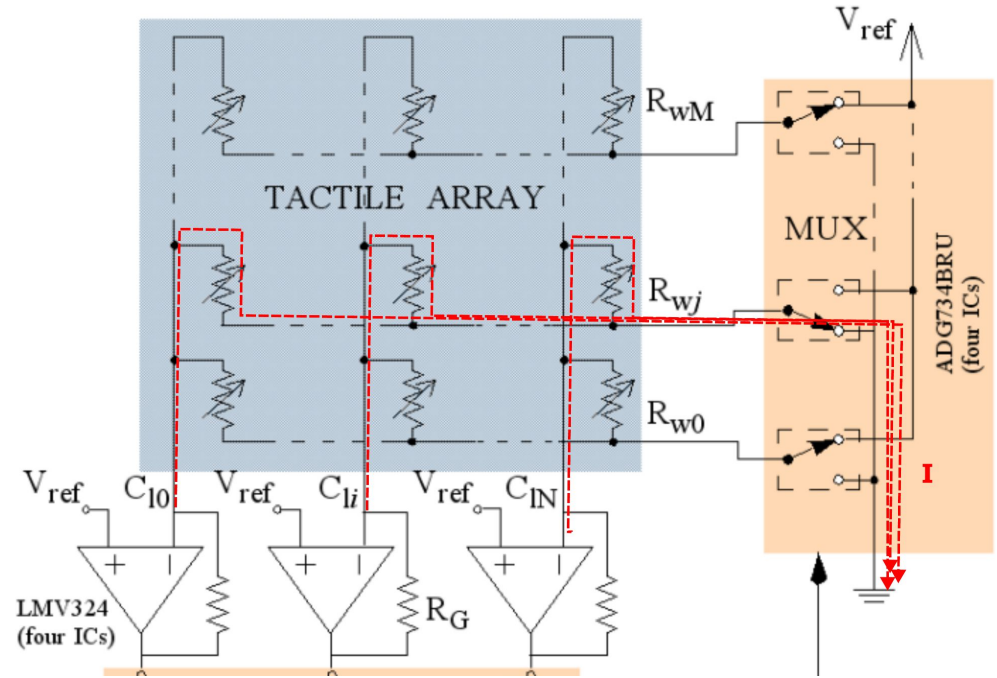 Vref
RwM
TACTILE ARRAY
MUX
Rwj
ADG734BRU
(four ICs)
Rw0
Vref
Cl0
Vref
Cli
Vref
ClN
I
+ −
+ −
+ −
LMV324
(four ICs)
RG